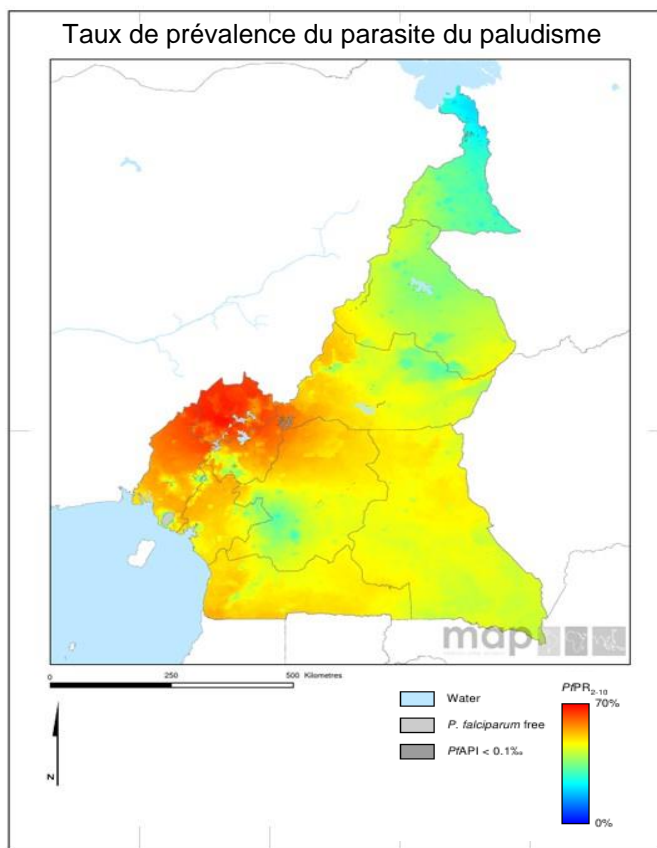 Taux de prévalence du parasite du paludisme
map
0 250 500 Kilometres
N
Water
P. falciparum free
PfAPI < 0.1‰
PfPR2-10
70%
0%